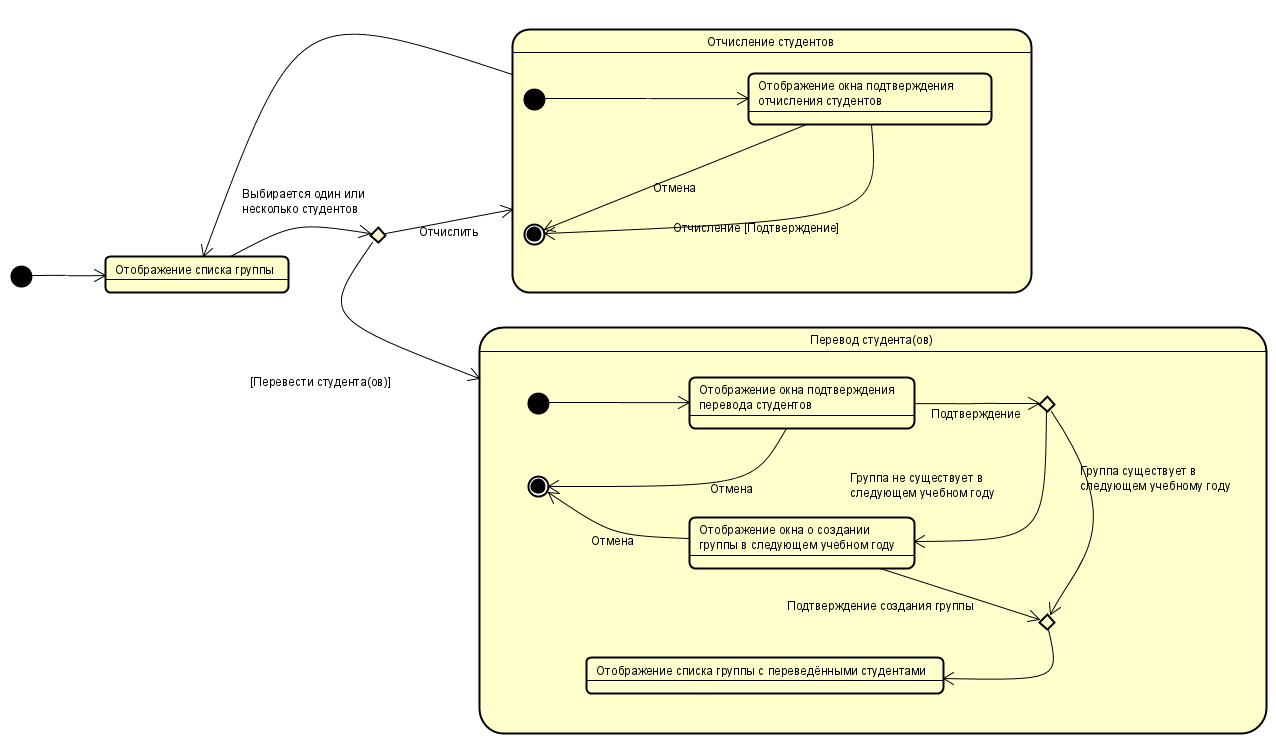 Отчисление студентов
Отображение окна подтверждения
отчисления студентов
Отмена
Отчисление [Подтверждение]
Выбирается один или
несколько студентов
Отчислить
Отображение списка группы
[Перевести студента(ов)]
Перевод студента(ов)
Отображение окна подтверждения
перевода студентов
Подтверждение
Отмена
Группа не существует в
следующем учебном году
Группа существует в
следующем учебному году
Отображение окна о создании
группы в следующем учебном году
Отмена
Подтверждение создания группы
Отображение списка группы с переведёнными студентами